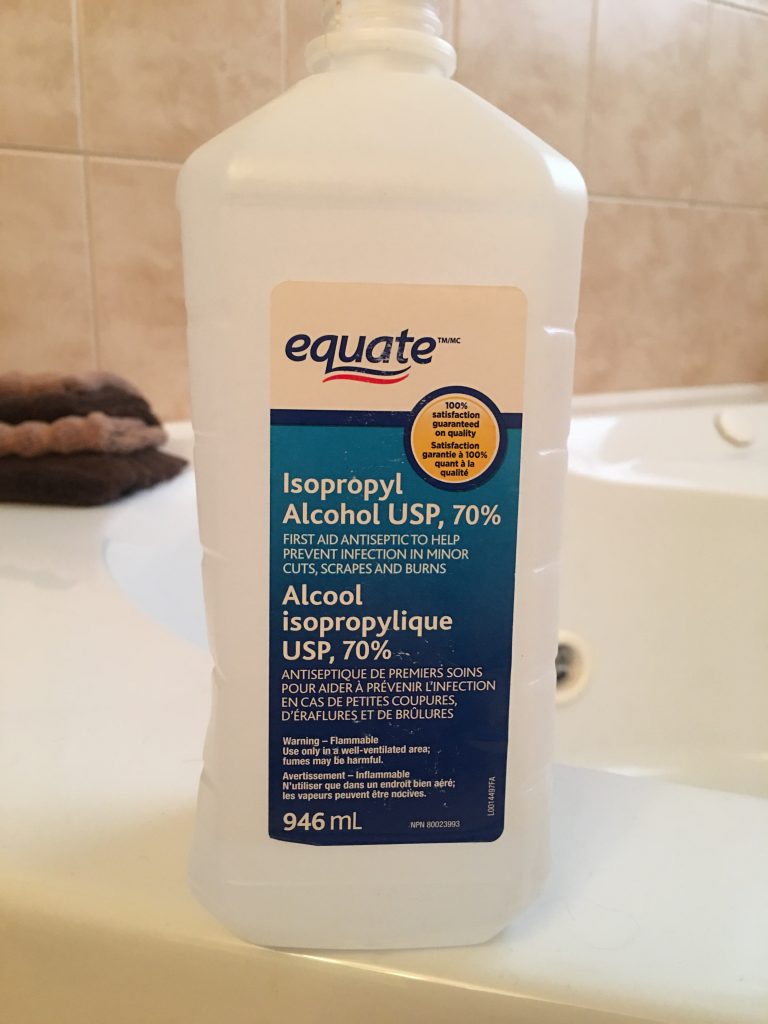 equate TM/MC
100%
satisfaction
guaranteed
on quality
Satisfaction
garantie à 100%
quant à la
qualité
Isopropyl
Alcohol USP, 70%
FIRST AID ANTISEPTIC TO HELP
PREVENT INFECTION IN MINOR
CUTS, SCRAPES AND BURNS
Alcool
isopropylique
USP, 70%
ANTISEPTIQUE DE PREMIERS SOINS
POUR AIDER À PRÉVENIR L'INFECTION
EN CAS DE PETITES COUPURES,
D'ÉRAFLURES ET DE BRÛLURES
Warning – Flammable
Use only in a well-ventilated area;
fumes may be harmful.
Avertissement – Inflammable
N'utiliser que dans un endroit bien aéré;
les vapeurs peuvent être nocives.
946 mL
NPN 80023993
L0014497FA